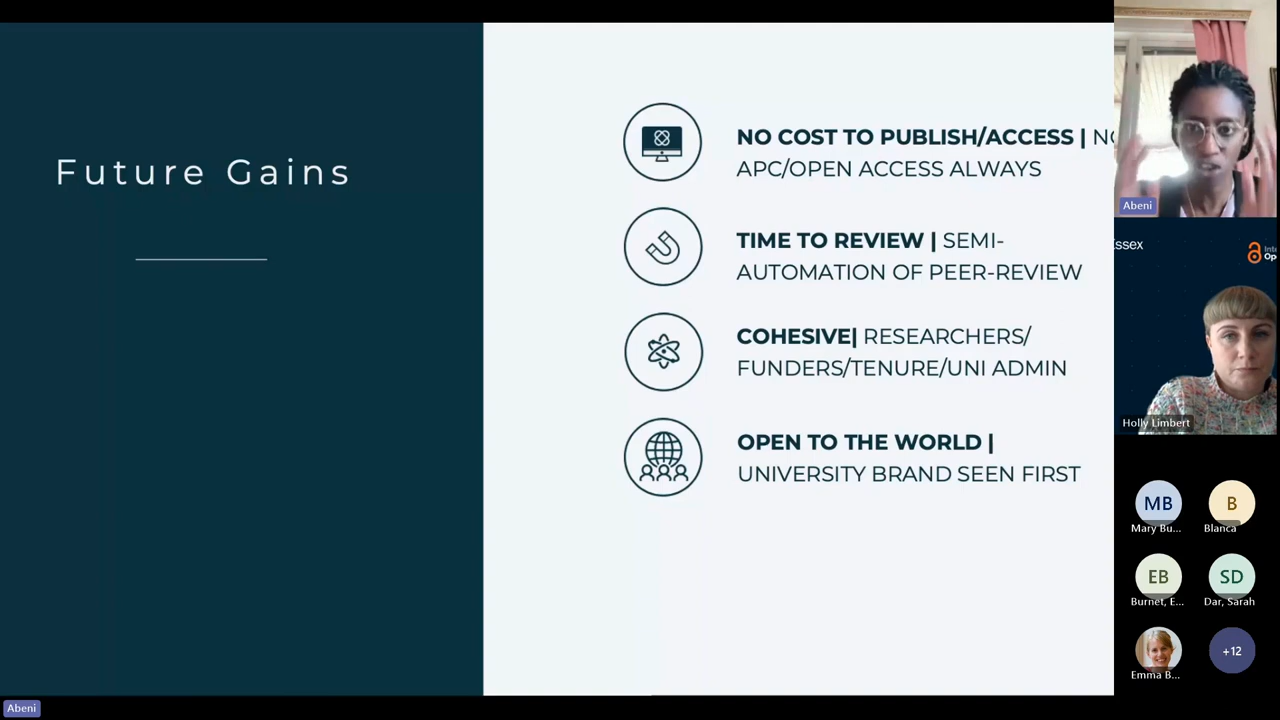 Future Gains
NO COST TO PUBLISH/ACCESS | NO
APC/OPEN ACCESS ALWAYS
TIME TO REVIEW | SEMI-
AUTOMATION OF PEER-REVIEW
COHESIVE| RESEARCHERS/
FUNDERS/TENURE/UNI ADMIN
OPEN TO THE WORLD |
UNIVERSITY BRAND SEEN FIRST
Abeni
Essex
Op
Holly Limbert
MB
Mary Bu...
B
Blanca
EB
Burnet, E...
SD
Dar, Sarah
Emma B...
+12
Abeni